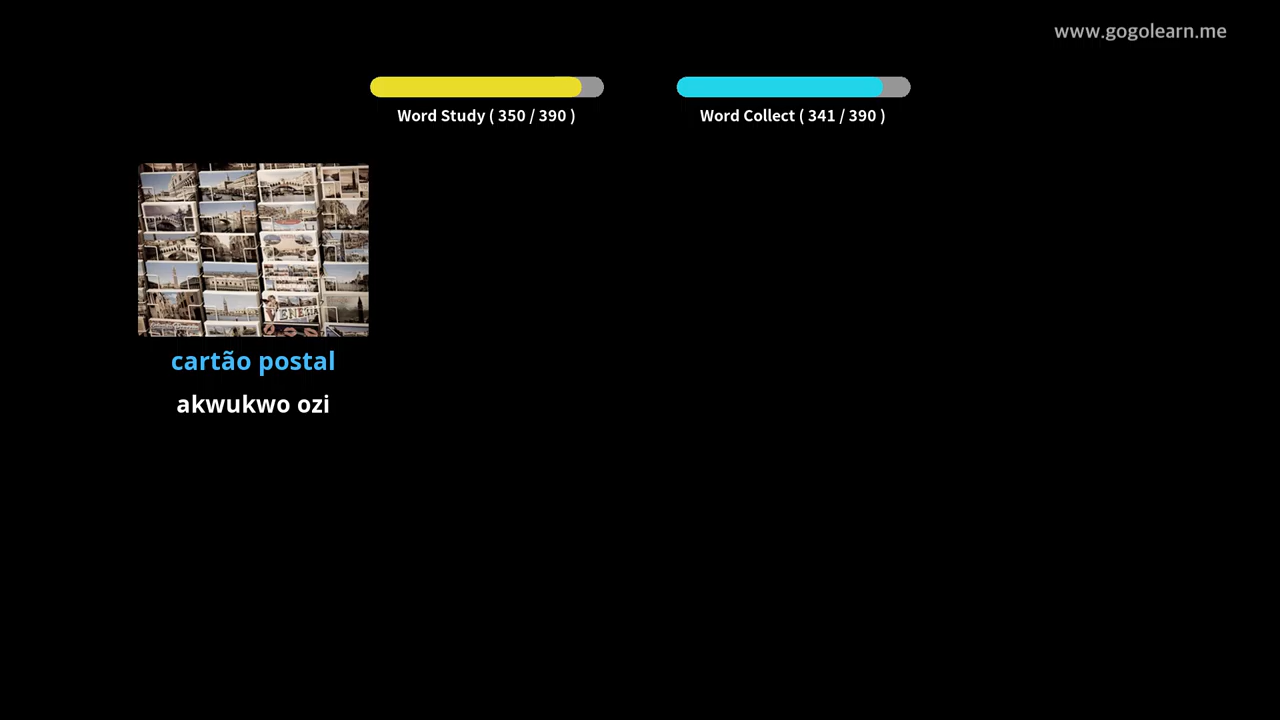 www.gogolearn.me
Word Study ( 350 / 390 )
Word Collect ( 341 / 390 )
cartão postal
akwukwo ozi